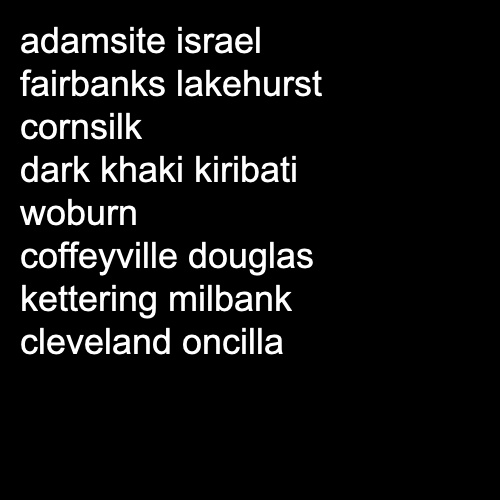 adamsite israel
fairbanks lakehurst
cornsilk
dark khaki kiribati
woburn
coffeyville douglas
kettering milbank
cleveland oncilla